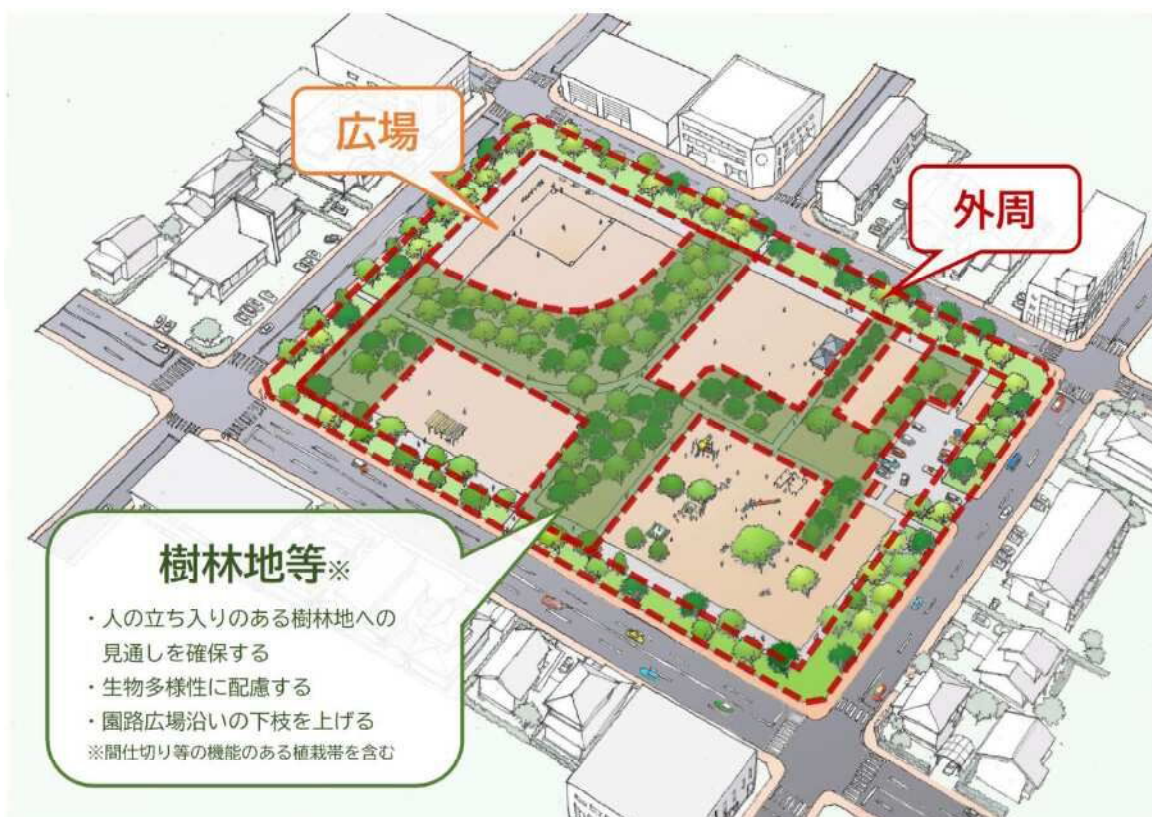 広場
外周
樹林地等※
・人の立ち入りのある樹林地への
見通しを確保する
・生物多様性に配慮する
・園路広場沿いの下枝を上げる
※間仕切り等の機能のある植栽帯を含む